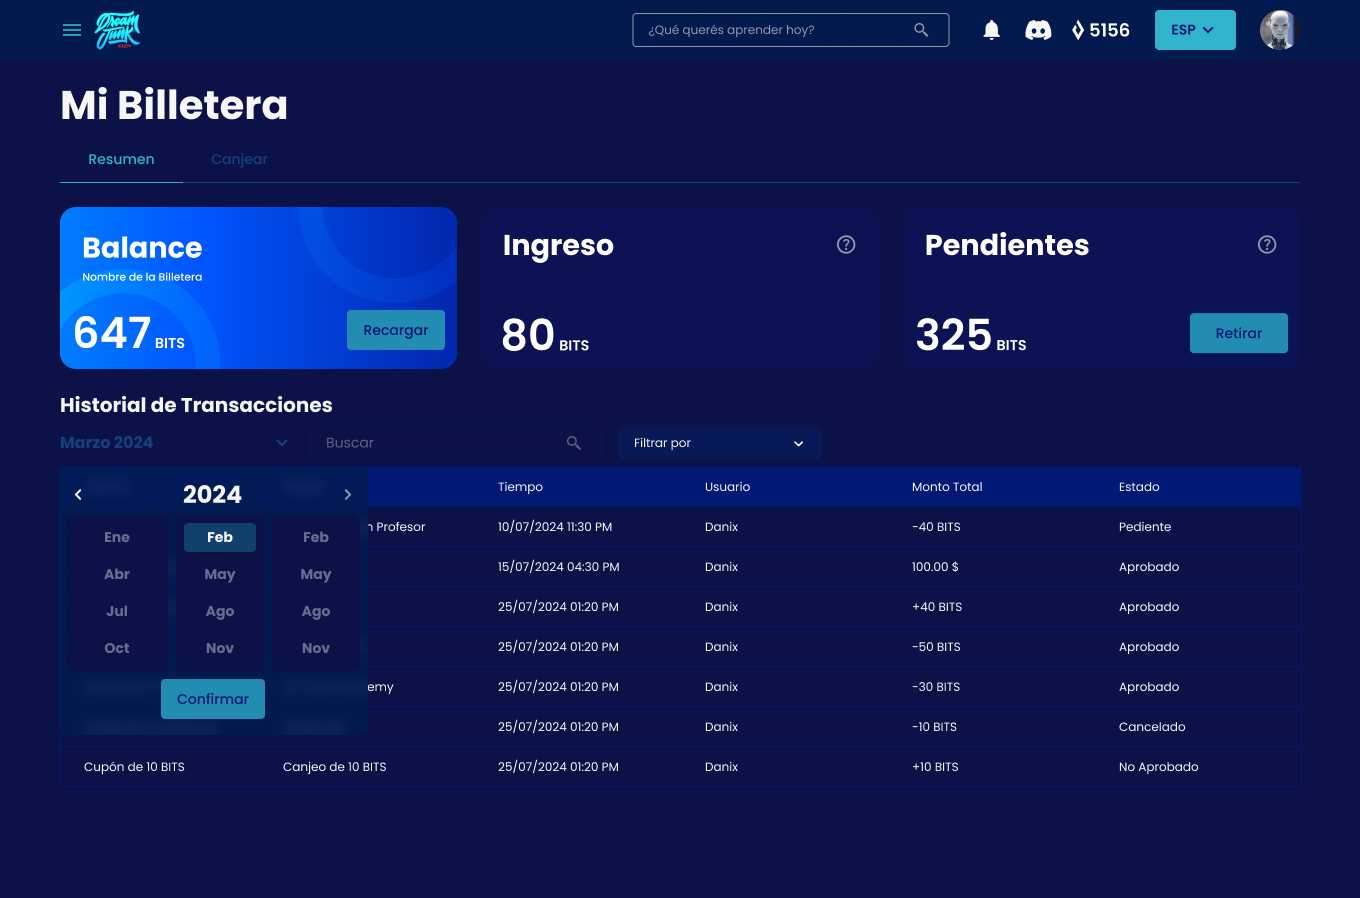 Dream Junk
¿Qué querés aprender hoy?
5156
ESP
Mi Billetera
Resumen
Canjear
Balance
Nombre de la Billetera
647 BITS
Recargar
Ingreso
80 BITS
Pendientes
325 BITS
Retirar
Historial de Transacciones
Marzo 2024
Buscar
Filtrar por
2024
Ene Feb Feb
Abr May May
Jul Ago Ago
Oct Nov Nov
Confirmar
Tiempo Usuario Monto Total Estado
Profesor 10/07/2024 11:30 PM Danix -40 BITS Pediente
15/07/2024 04:30 PM Danix 100.00 $ Aprobado
25/07/2024 01:20 PM Danix +40 BITS Aprobado
25/07/2024 01:20 PM Danix -50 BITS Aprobado
emy 25/07/2024 01:20 PM Danix -30 BITS Aprobado
25/07/2024 01:20 PM Danix -10 BITS Cancelado
Cupón de 10 BITS Canjeo de 10 BITS 25/07/2024 01:20 PM Danix +10 BITS No Aprobado